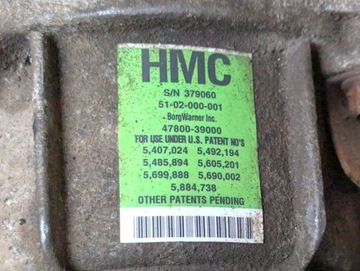 HMC
S/N 379060
51-02-000-001
BorgWarner Inc.
47800-39000
FOR USE UNDER U.S. PATENT NO'S
5,407,024 5,492,194
5,485,894 5,605,201
5,699,888 5,690,002
5,884,738
OTHER PATENTS PENDING